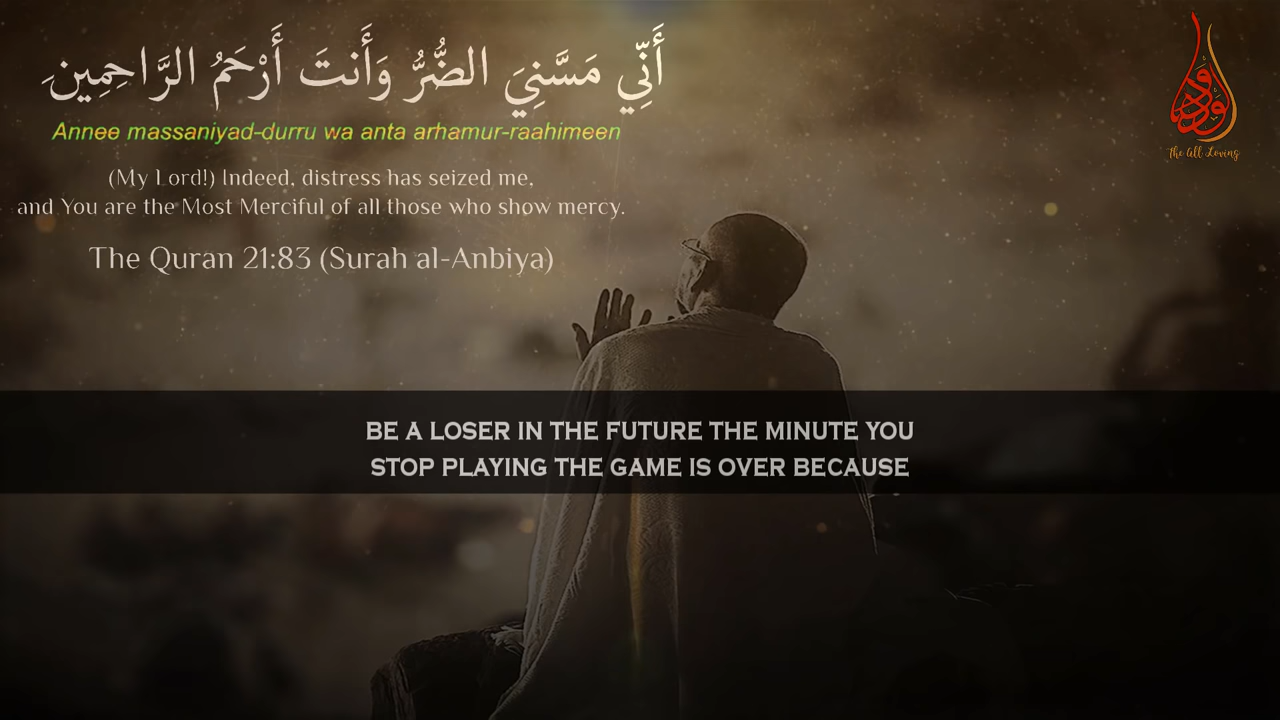 أَنِّي مَسَّنِيَ الضُّرُّ وَأَنتَ أَرْحَمُ الرَّاحِمِينَ
Annee massaniyad-durru wa anta arhamur-raahimeen
(My Lord!) Indeed, distress has seized me,
and You are the Most Merciful of all those who show mercy.
The Quran 21:83 (Surah al-Anbiya)
The All Loving
BE A LOSER IN THE FUTURE THE MINUTE YOU
STOP PLAYING THE GAME IS OVER BECAUSE